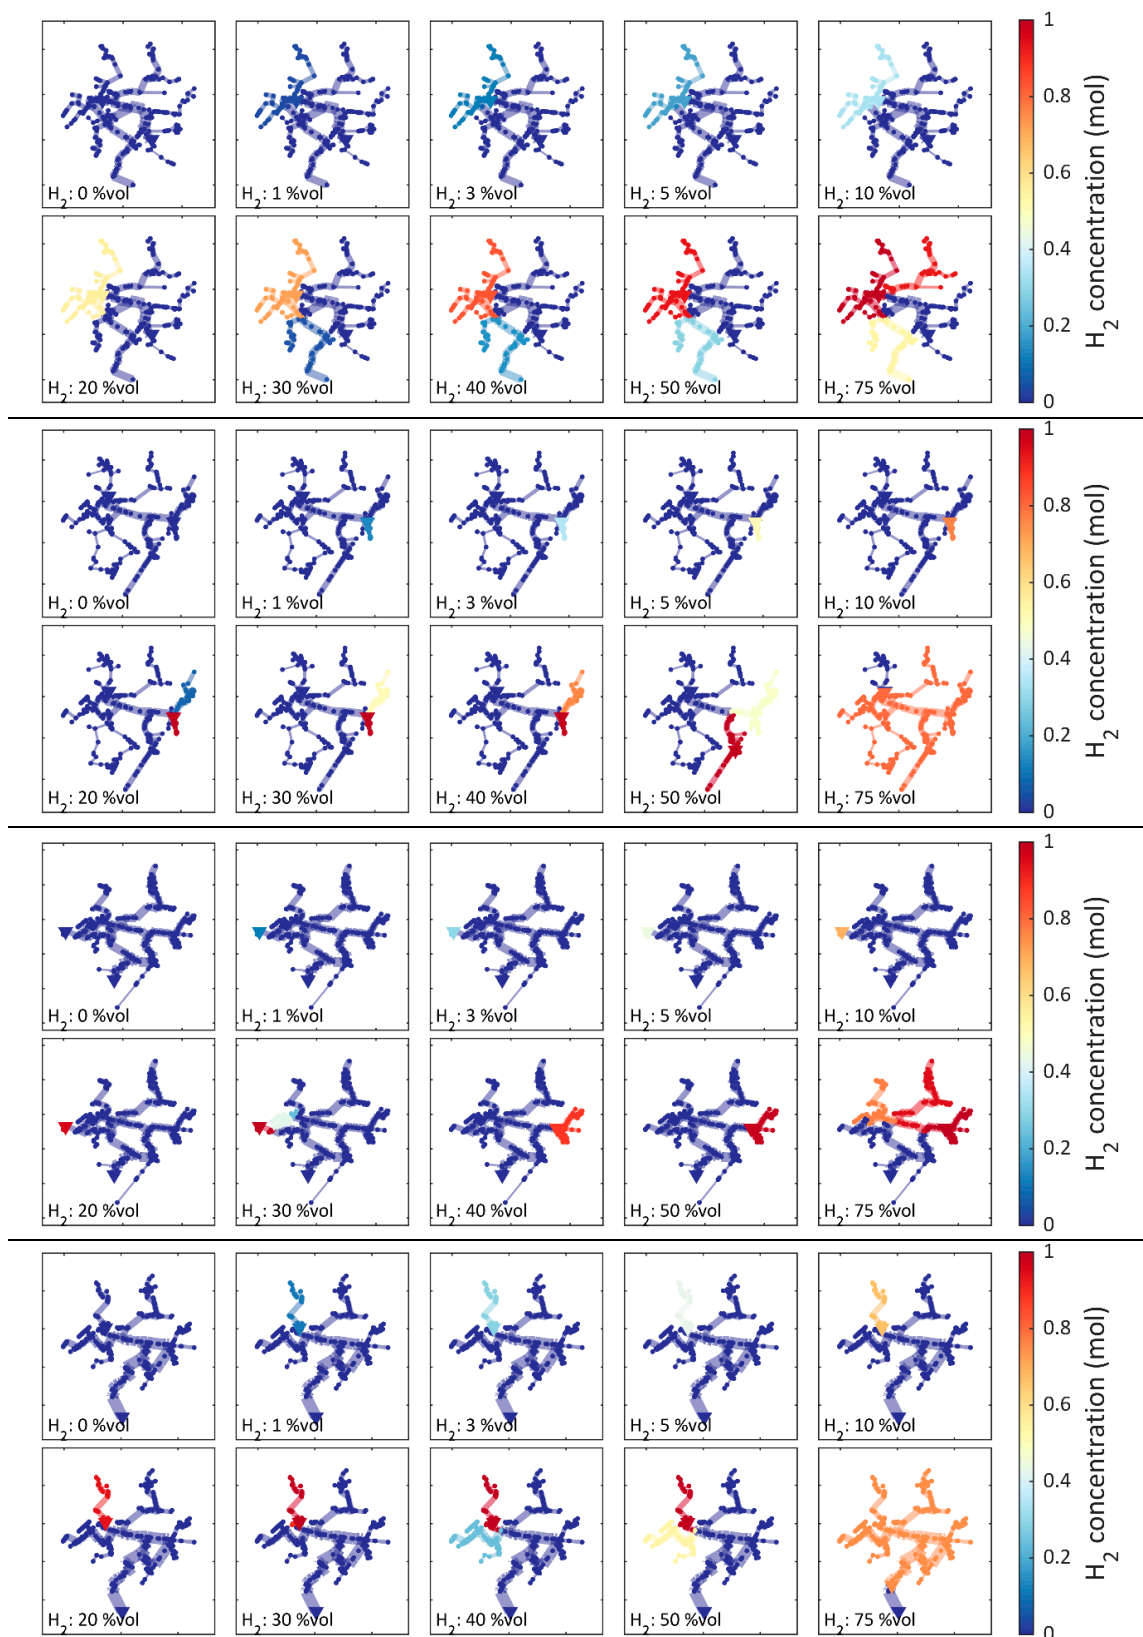 H2: 0 %vol
H2: 1 %vol
H2: 3 %vol
H2: 5 %vol
H2: 10 %vol
H2: 20 %vol
H2: 30 %vol
H2: 40 %vol
H2: 50 %vol
H2: 75 %vol
1
0.8
0.6
0.4
0.2
0
H2 concentration (mol)
H2: 0 %vol
H2: 1 %vol
H2: 3 %vol
H2: 5 %vol
H2: 10 %vol
H2: 20 %vol
H2: 30 %vol
H2: 40 %vol
H2: 50 %vol
H2: 75 %vol
1
0.8
0.6
0.4
0.2
0
H2 concentration (mol)
H2: 0 %vol
H2: 1 %vol
H2: 3 %vol
H2: 5 %vol
H2: 10 %vol
H2: 20 %vol
H2: 30 %vol
H2: 40 %vol
H2: 50 %vol
H2: 75 %vol
1
0.8
0.6
0.4
0.2
0
H2 concentration (mol)
H2: 0 %vol
H2: 1 %vol
H2: 3 %vol
H2: 5 %vol
H2: 10 %vol
H2: 20 %vol
H2: 30 %vol
H2: 40 %vol
H2: 50 %vol
H2: 75 %vol
1
0.8
0.6
0.4
0.2
0
H2 concentration (mol)